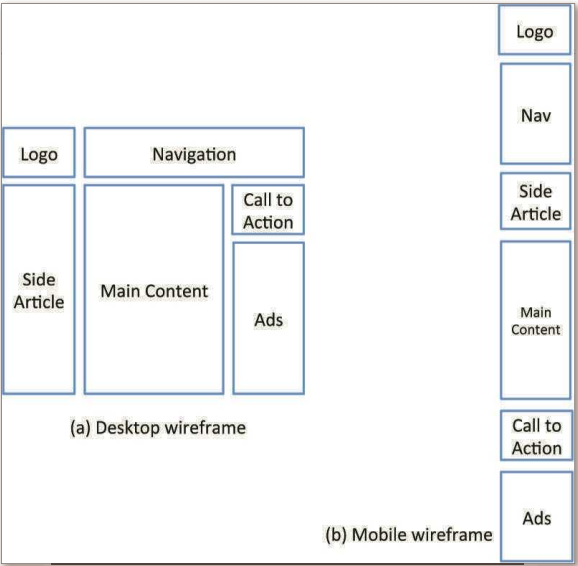 Logo
Navigation
Side
Article
Main Content
Call to
Action
Ads
(a) Desktop wireframe
Logo
Nav
Side
Article
Main
Content
Call to
Action
Ads
(b) Mobile wireframe